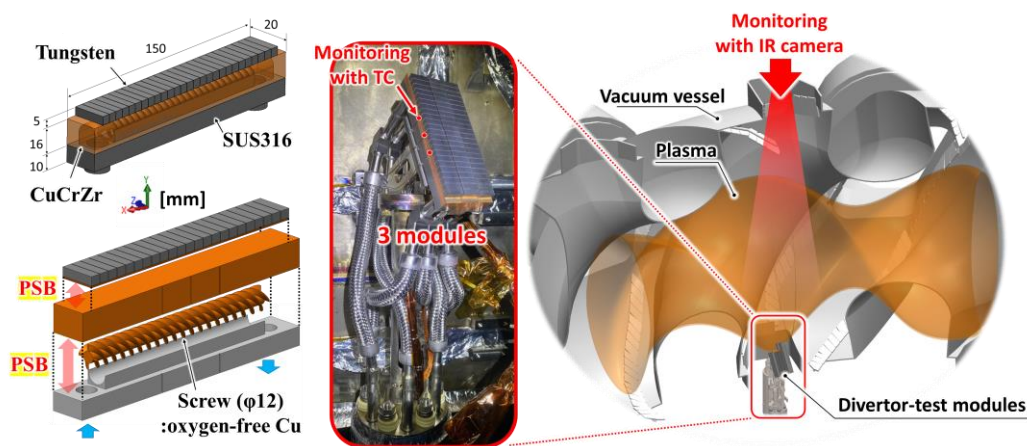 Tungsten
150
20
5
16
10
CuCrZr
SUS316
Y
X
Z
[mm]
PSB
PSB
Screw (φ12)
:oxygen-free Cu
Monitoring
with TC
3 modules
Monitoring
with IR camera
Vacuum vessel
Plasma
Divertor-test modules